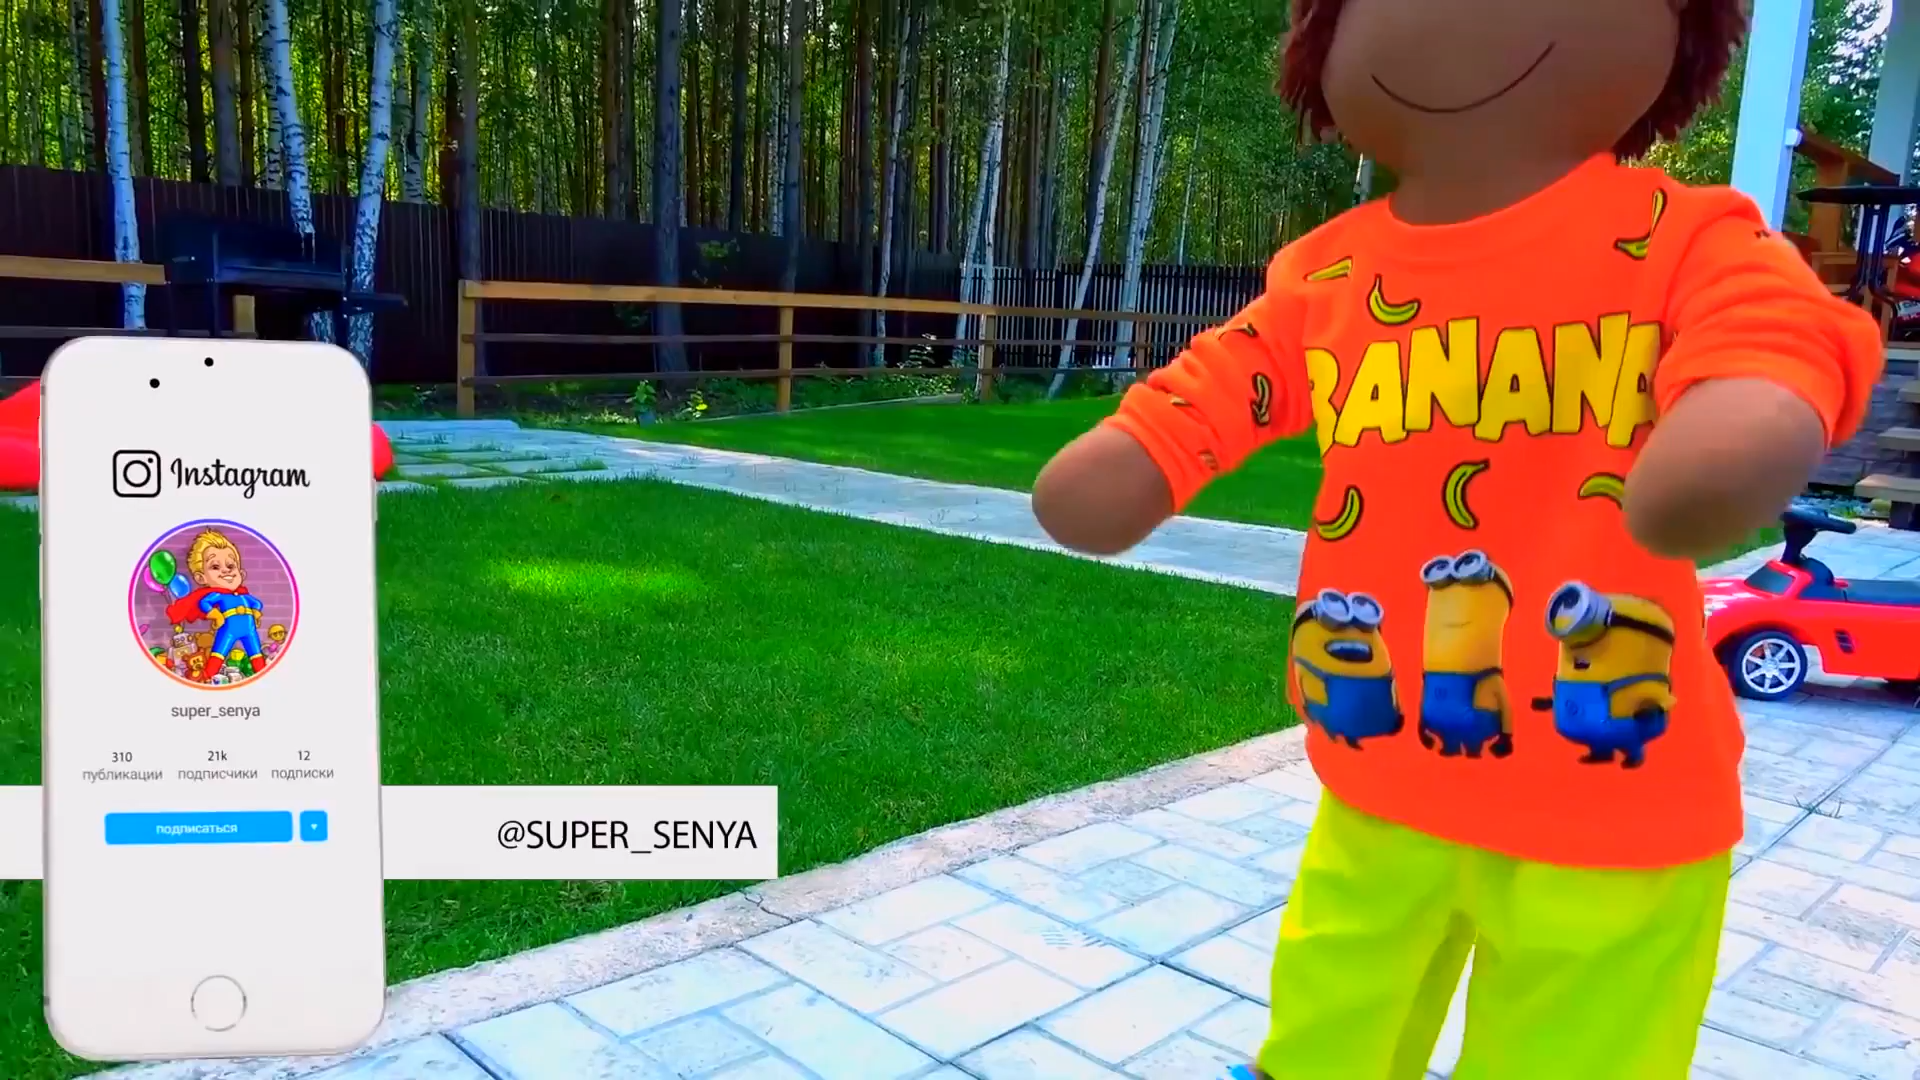 Instagram
super_senya
310 21k 12
публикации подписчики подписки
подписаться
@SUPER_SENYA
BANANA